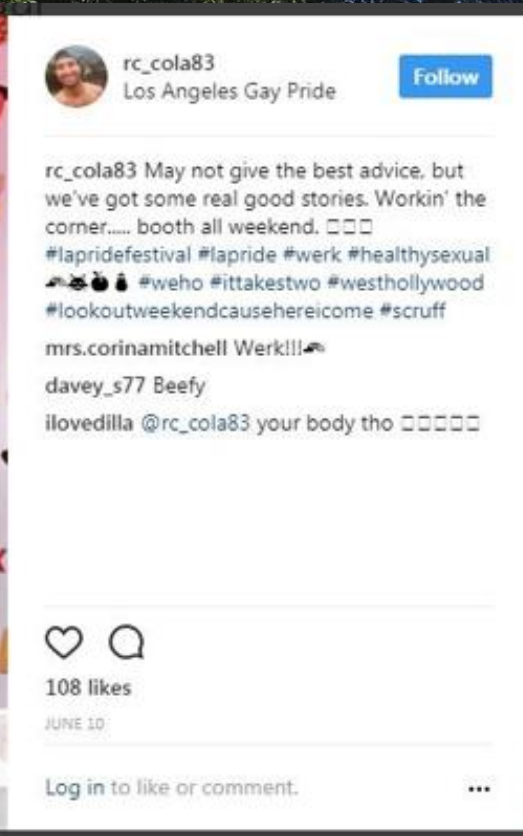 rc_cola83
Los Angeles Gay Pride
Follow
rc_cola83 May not give the best advice, but
we've got some real good stories. Workin' the
corner..... booth all weekend. □□□
#lapridefestival #lapride #werk #healthysexual
#weho #ittakestwo #westhollywood
#lookoutweekendcausehereicome #scruff
mrs.corinamitchell Werk!!!
davey_s77 Beefy
ilovedilla @rc_cola83 your body tho □□□□□
108 likes
JUNE 10
Log in to like or comment.